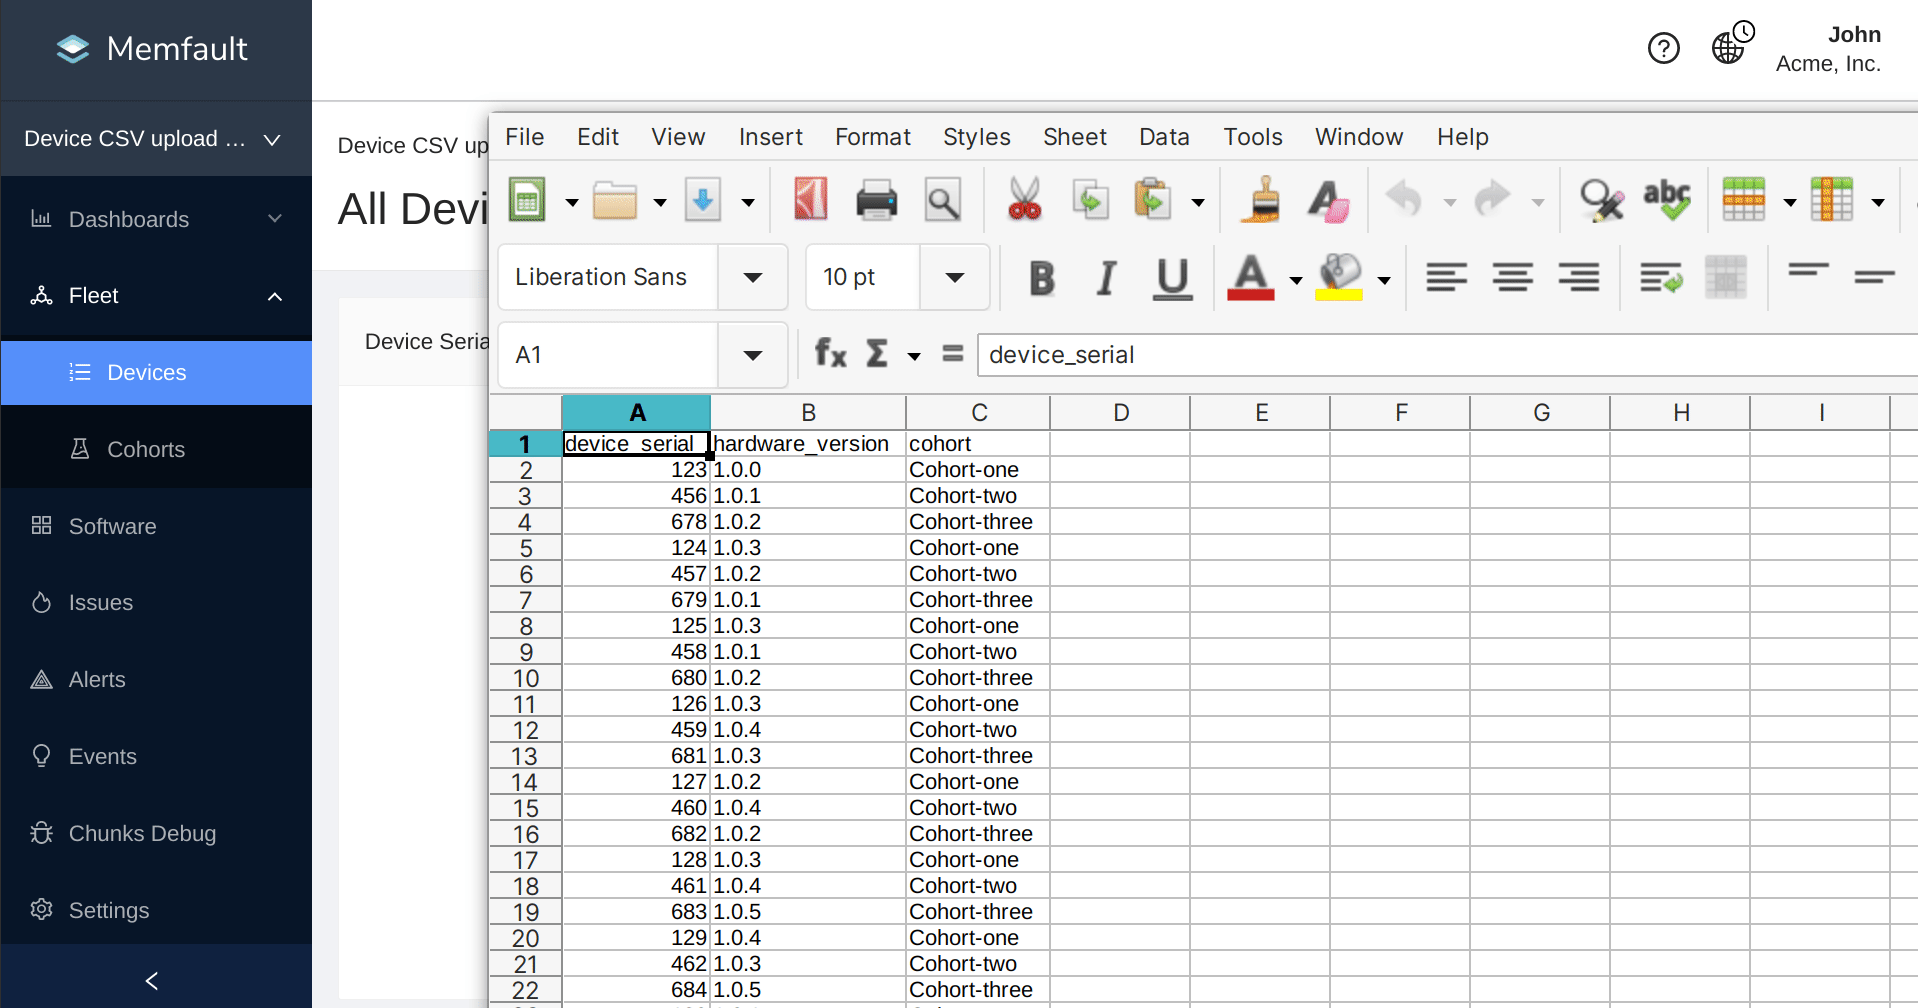 Memfault
John
Acme, Inc.
Device CSV upload ...
Dashboards
Fleet
Devices
Cohorts
Software
Issues
Alerts
Events
Chunks Debug
Settings
Device CSV up
All Devi
Device Seria
File Edit View Insert Format Styles Sheet Data Tools Window Help
abc
Liberation Sans 10 pt B I U A
A1 fx Σ = device_serial
A B C D E F G H I
1 device_serial hardware_version cohort
2 123 1.0.0 Cohort-one
3 456 1.0.1 Cohort-two
4 678 1.0.2 Cohort-three
5 124 1.0.3 Cohort-one
6 457 1.0.2 Cohort-two
7 679 1.0.1 Cohort-three
8 125 1.0.3 Cohort-one
9 458 1.0.1 Cohort-two
10 680 1.0.2 Cohort-three
11 126 1.0.3 Cohort-one
12 459 1.0.4 Cohort-two
13 681 1.0.3 Cohort-three
14 127 1.0.2 Cohort-one
15 460 1.0.4 Cohort-two
16 682 1.0.2 Cohort-three
17 128 1.0.3 Cohort-one
18 461 1.0.4 Cohort-two
19 683 1.0.5 Cohort-three
20 129 1.0.4 Cohort-one
21 462 1.0.3 Cohort-two
22 684 1.0.5 Cohort-three